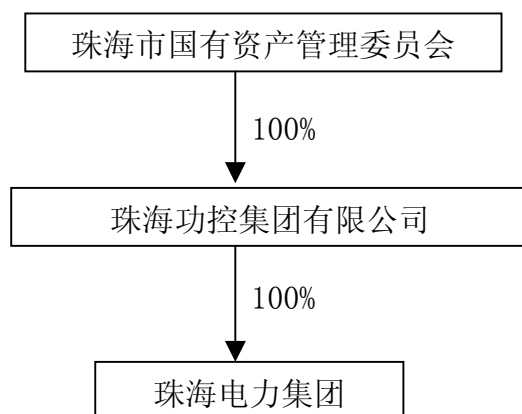 珠海市国有资产管理委员会
100%
珠海功控集团有限公司
100%
珠海电力集团